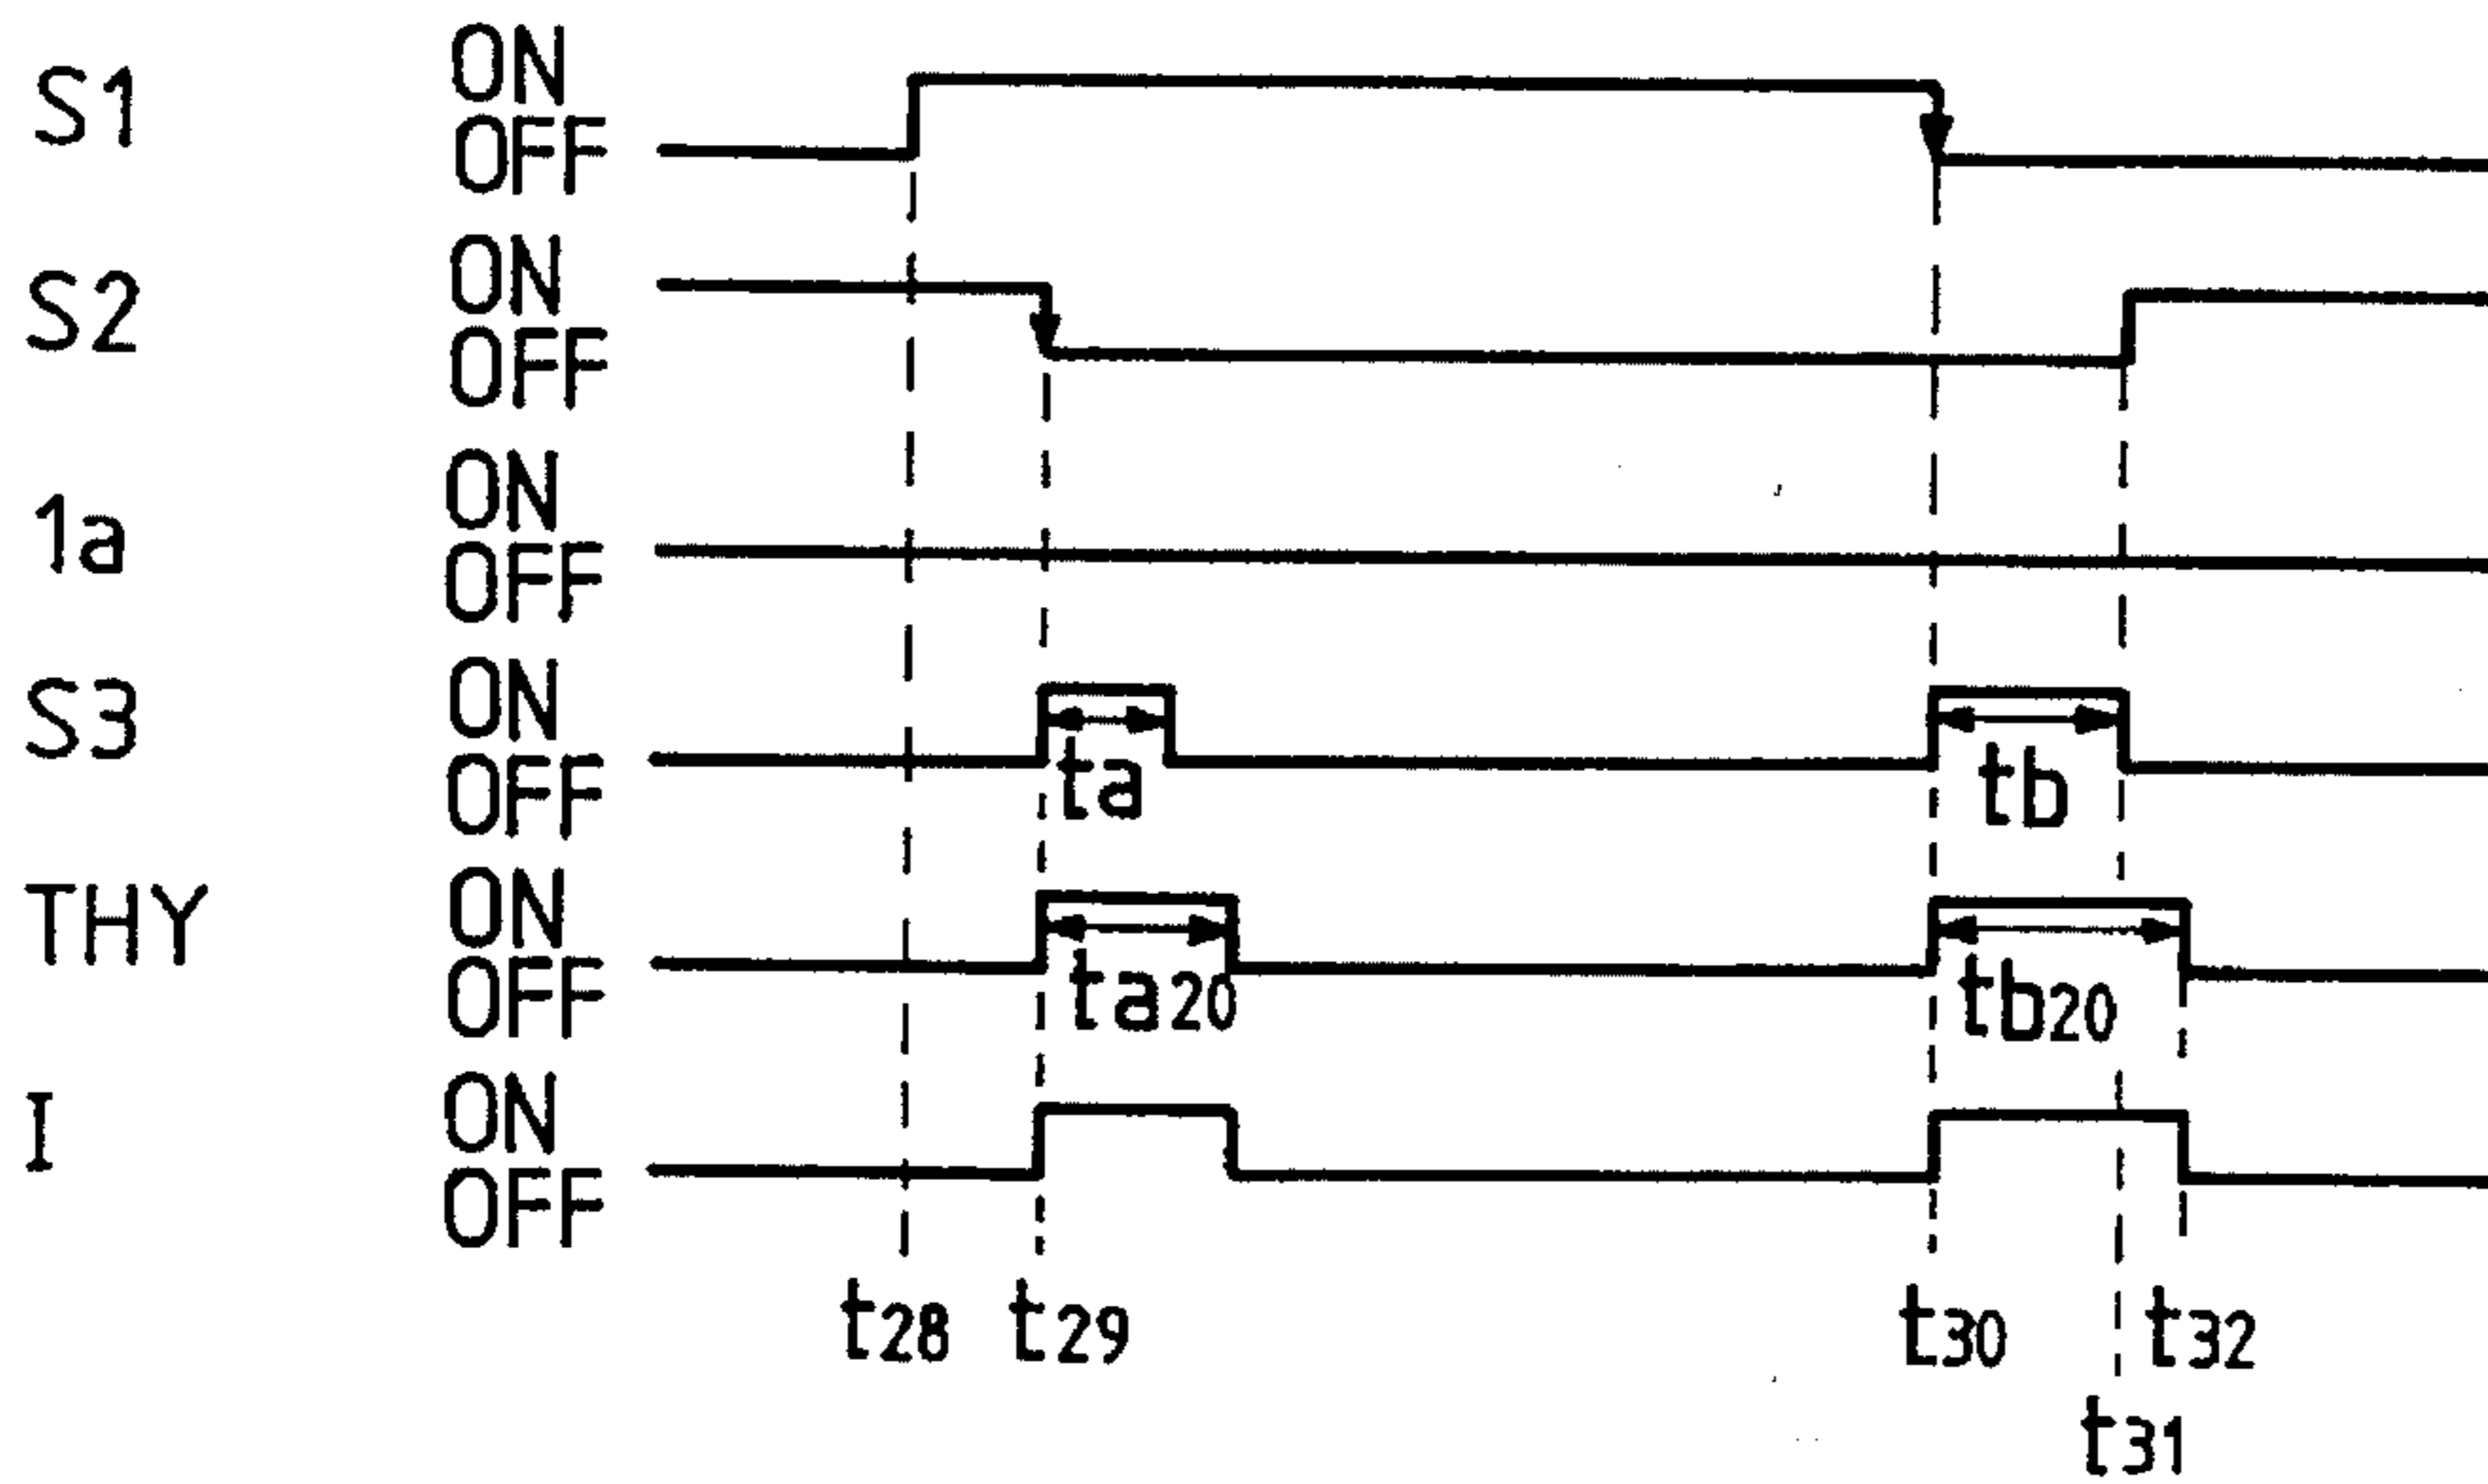 S1 ON
OFF
S2 ON
OFF
1a ON
OFF
S3 ON
OFF
ta tb
THY ON
OFF
ta20 tb20
I ON
OFF
t28 t29 t30 t32
t31